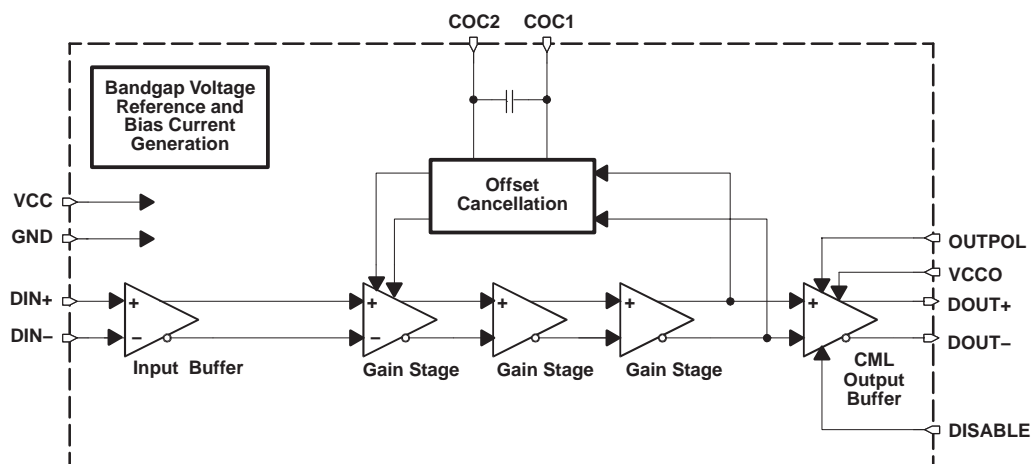 COC2 COC1
Bandgap Voltage
Reference and
Bias Current
Generation
Offset
Cancellation
VCC
GND
OUTPOL
VCCO
DIN+
+
+
+
+
+
DOUT+
DIN−
−
−
−
−
−
DOUT−
Input Buffer
Gain Stage
Gain Stage
Gain Stage
CML
Output
Buffer
DISABLE